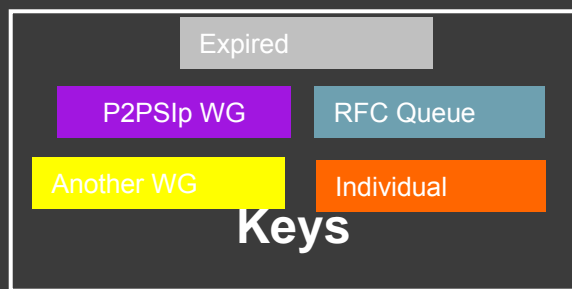 Expired
P2PSIp WG
RFC Queue
Another WG
Individual
Keys